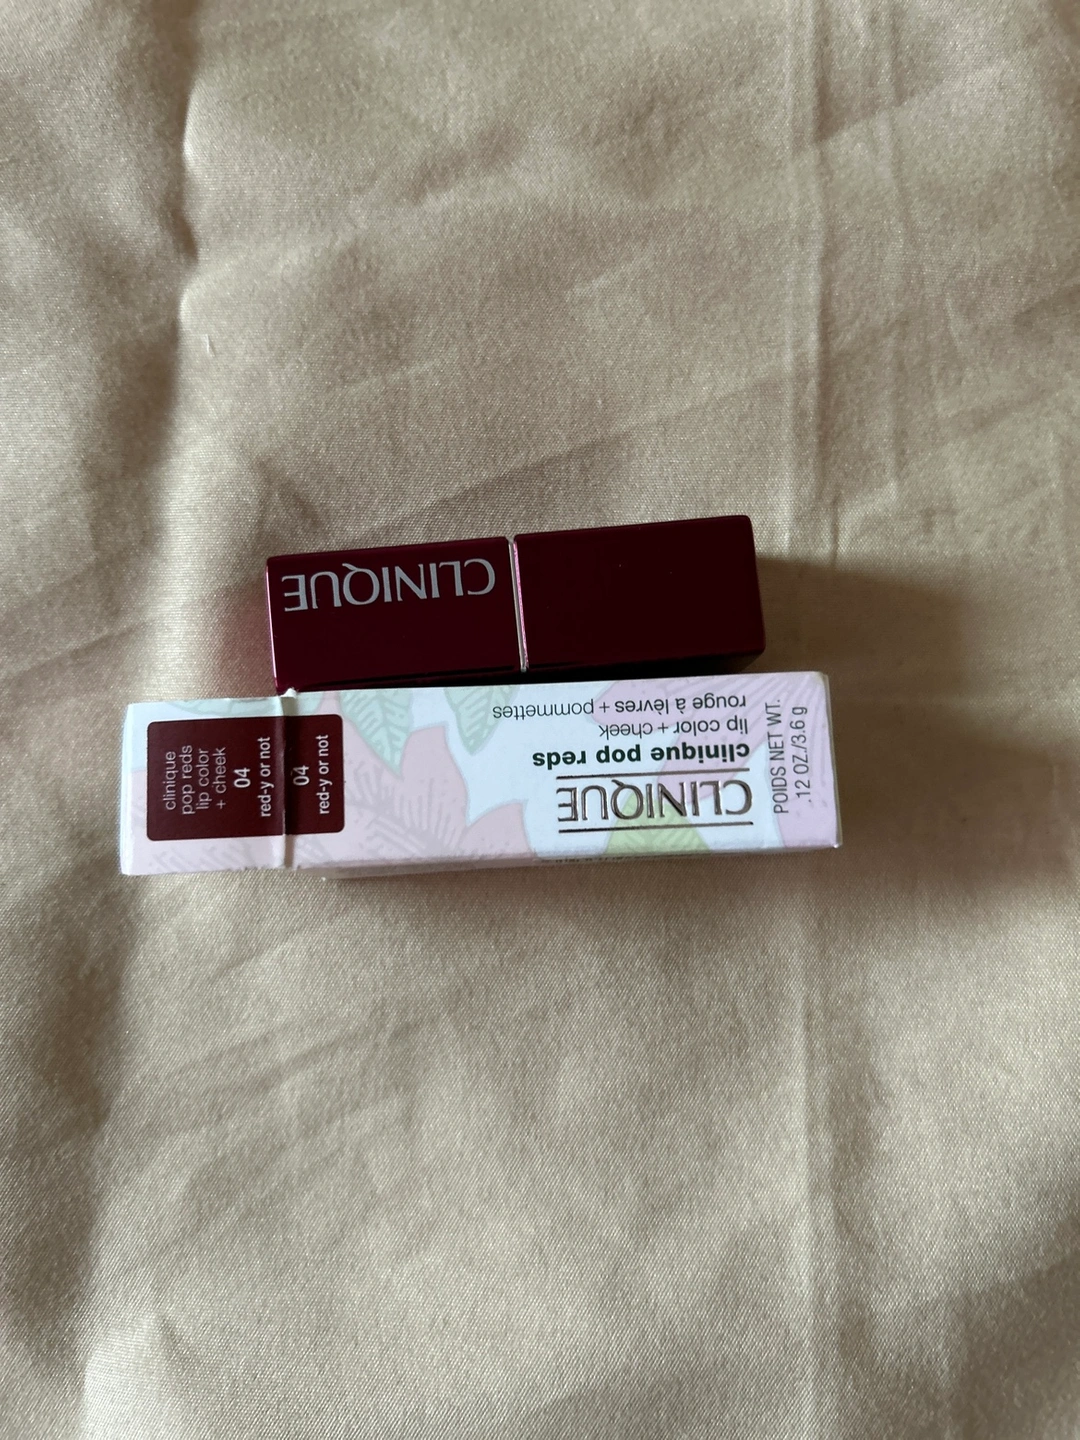 CLINIQUE
CLINIQUE
clinique pop reds
lip color + cheek
rouge à lèvres + pommettes
POIDS NET WT.
.12 OZ./3.6 g
clinique
pop reds
lip color
+ cheek
04
red-y or not
04
red-y or not